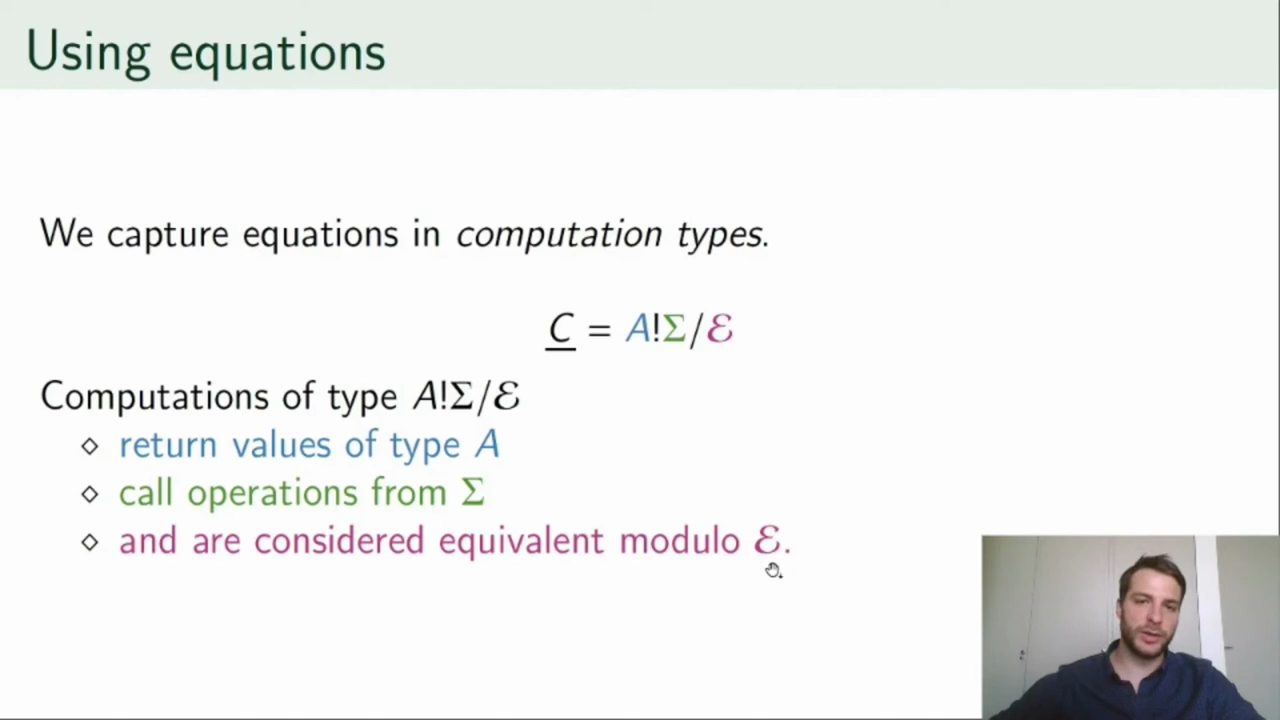 Using equations
We capture equations in computation types.
C = A!Σ/ℰ
Computations of type A!Σ/ℰ
⋄ return values of type A
⋄ call operations from Σ
⋄ and are considered equivalent modulo ℰ.